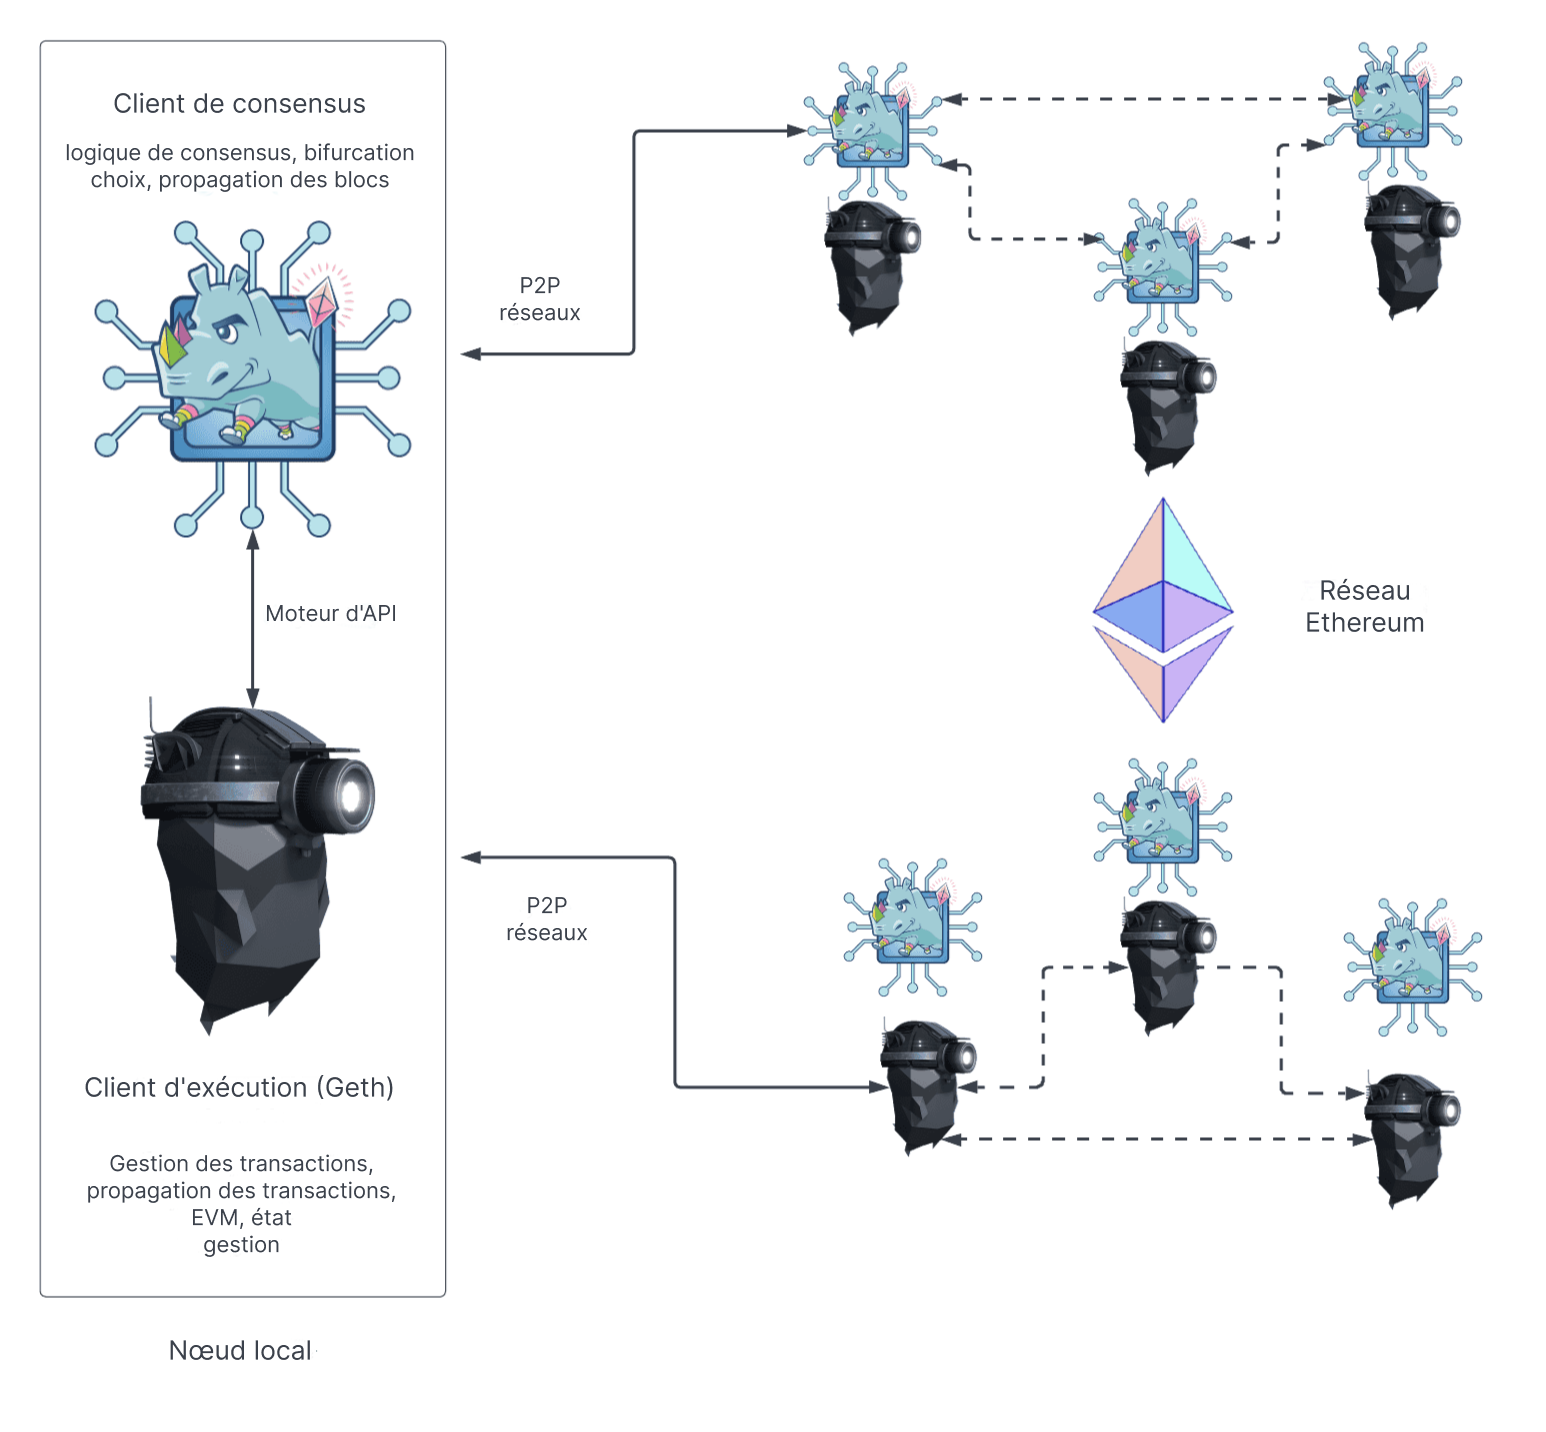 Client de consensus
logique de consensus, bifurcation
choix, propagation des blocs
P2P
réseaux
Moteur d'API
Réseau
Ethereum
P2P
réseaux
Client d'exécution (Geth)
Gestion des transactions,
propagation des transactions,
EVM, état
gestion
Nœud local